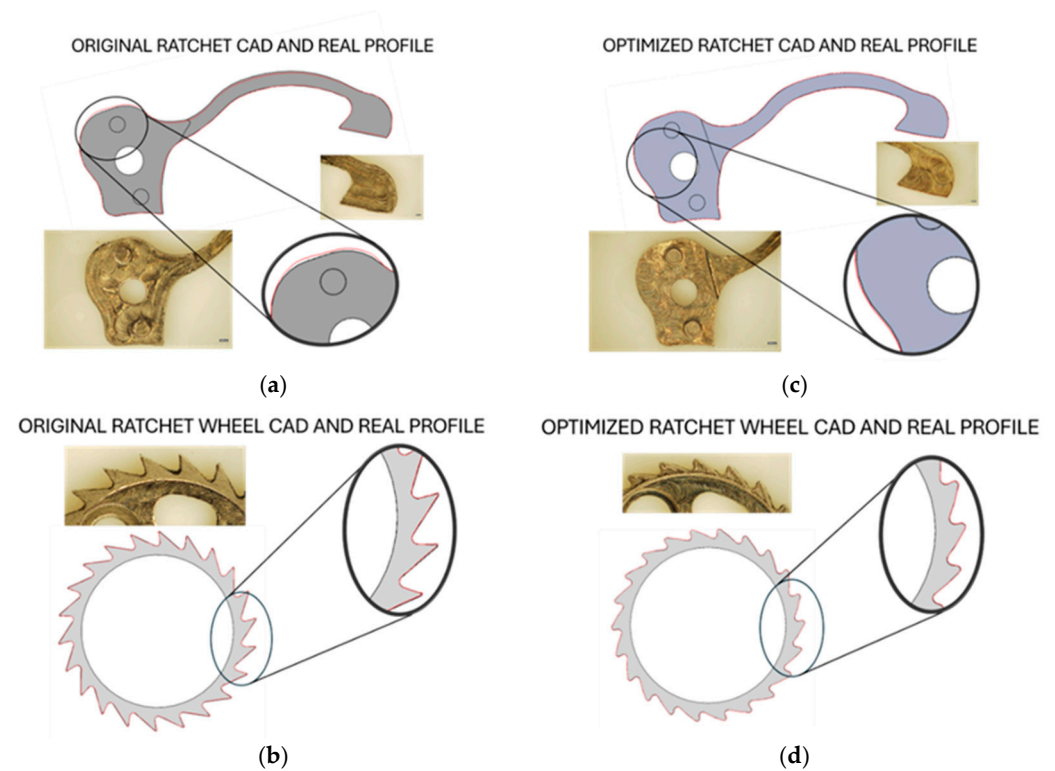 ORIGINAL RATCHET CAD AND REAL PROFILE
OPTIMIZED RATCHET CAD AND REAL PROFILE
(a)
(c)
ORIGINAL RATCHET WHEEL CAD AND REAL PROFILE
OPTIMIZED RATCHET WHEEL CAD AND REAL PROFILE
(b)
(d)